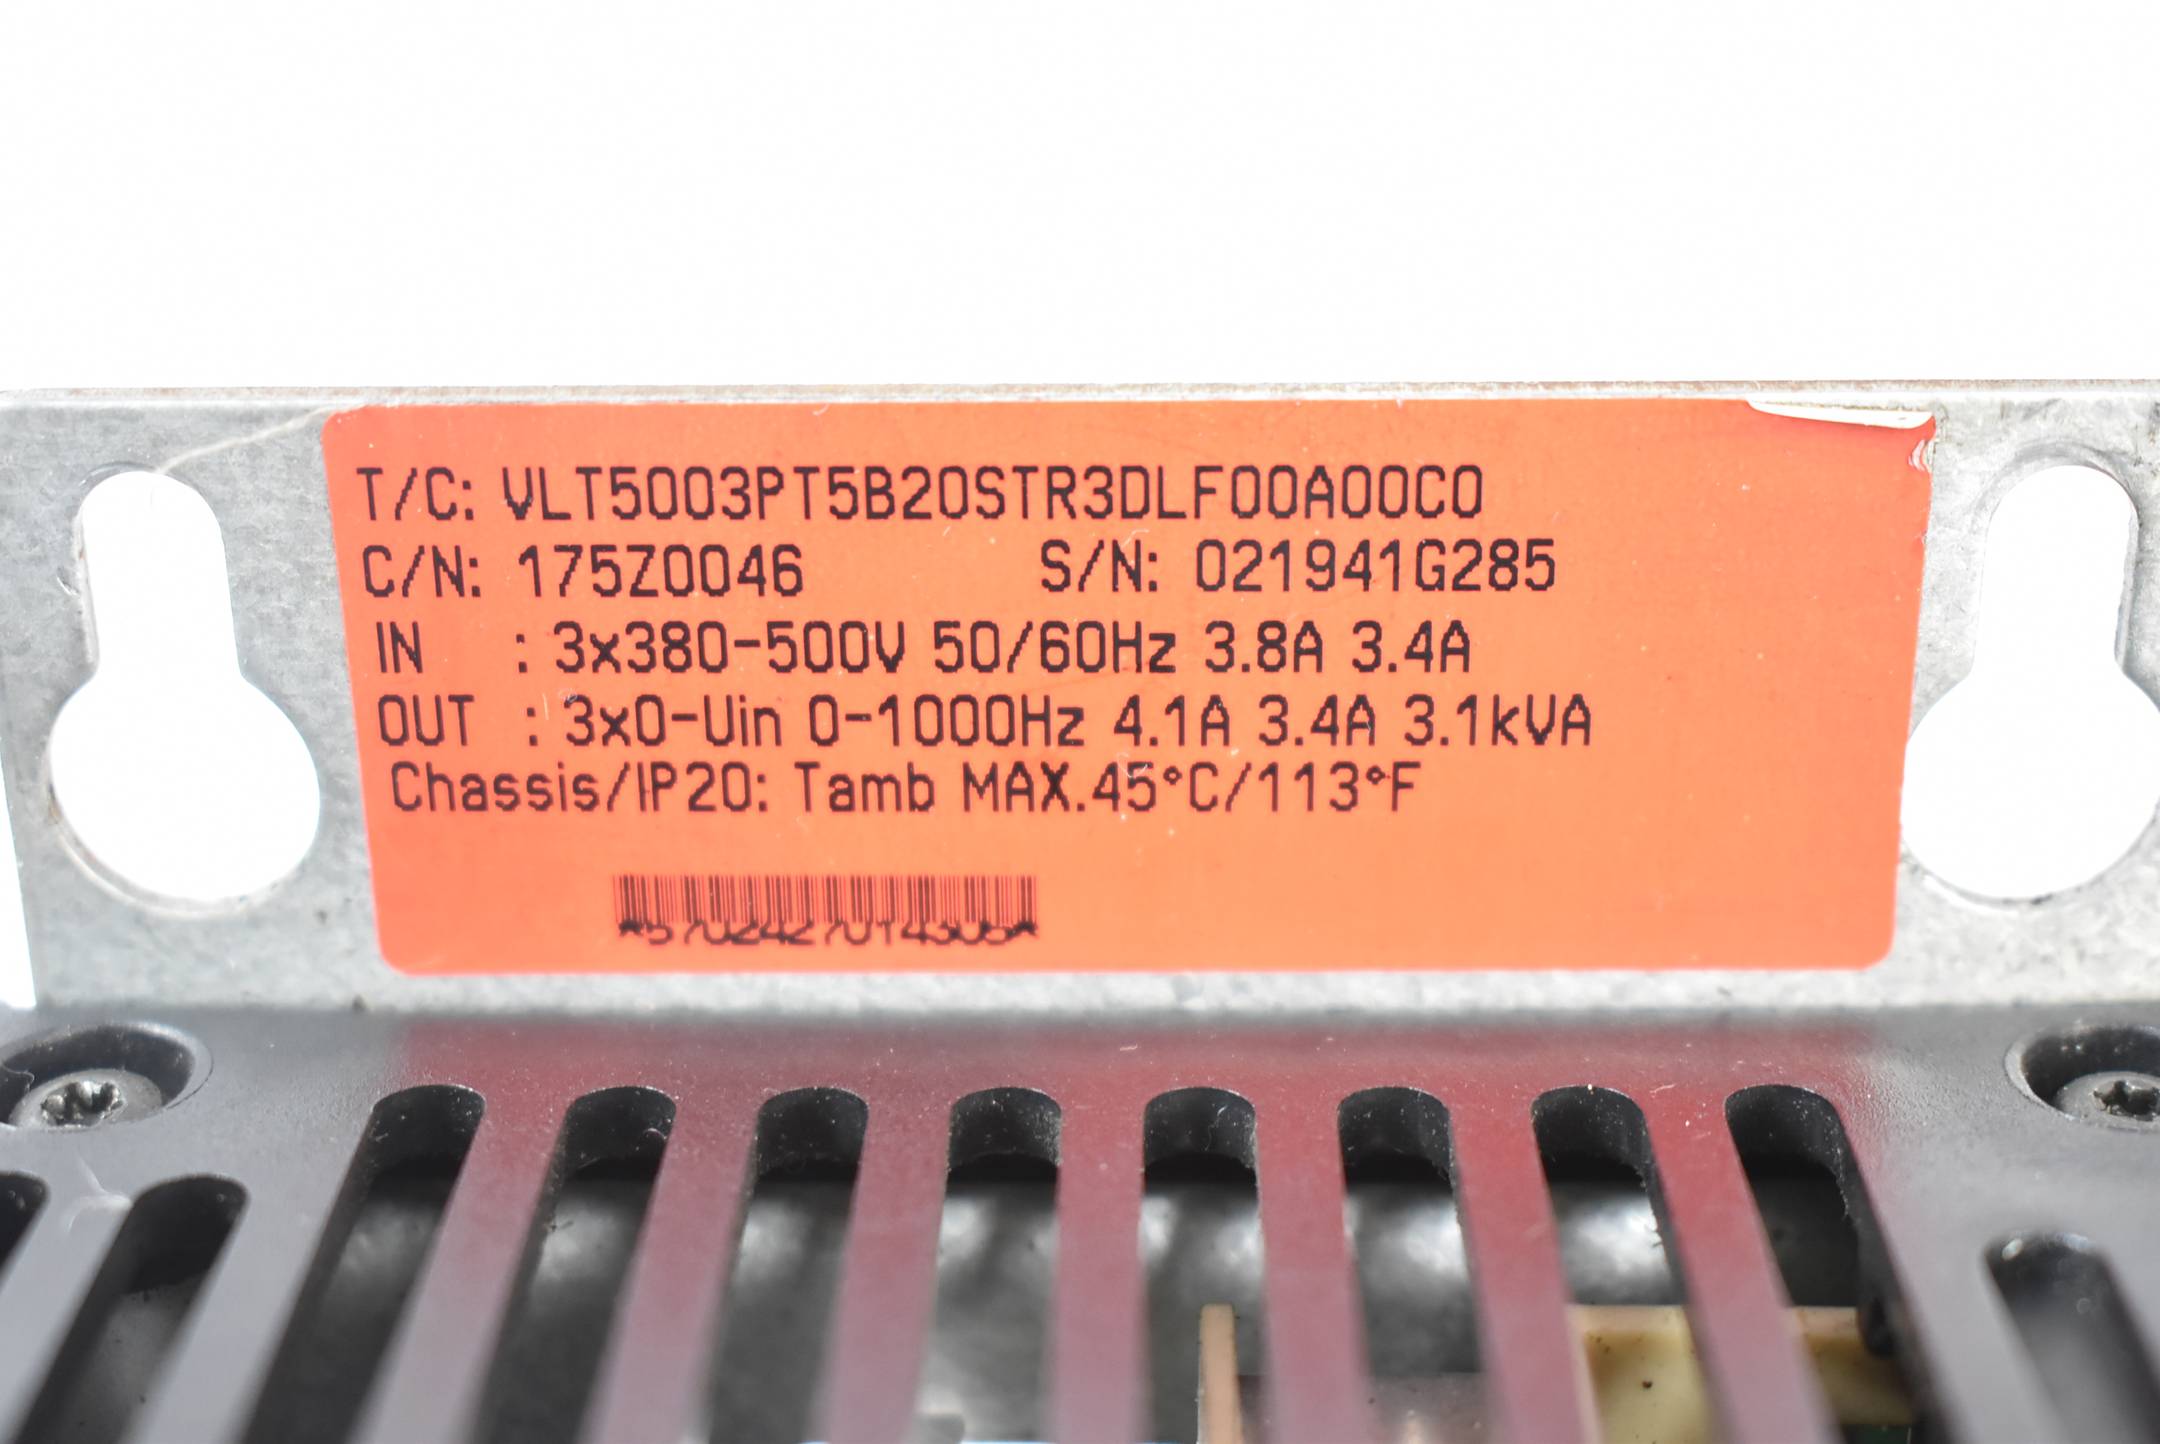 T/C: VLT5003PT5B20STR3DLF00A00C0
C/N: 175Z0046 S/N: 021941G285
IN : 3x380-500V 50/60Hz 3.8A 3.4A
OUT : 3x0-Uin 0-1000Hz 4.1A 3.4A 3.1kVA
Chassis/IP20: Tamb MAX.45°C/113°F